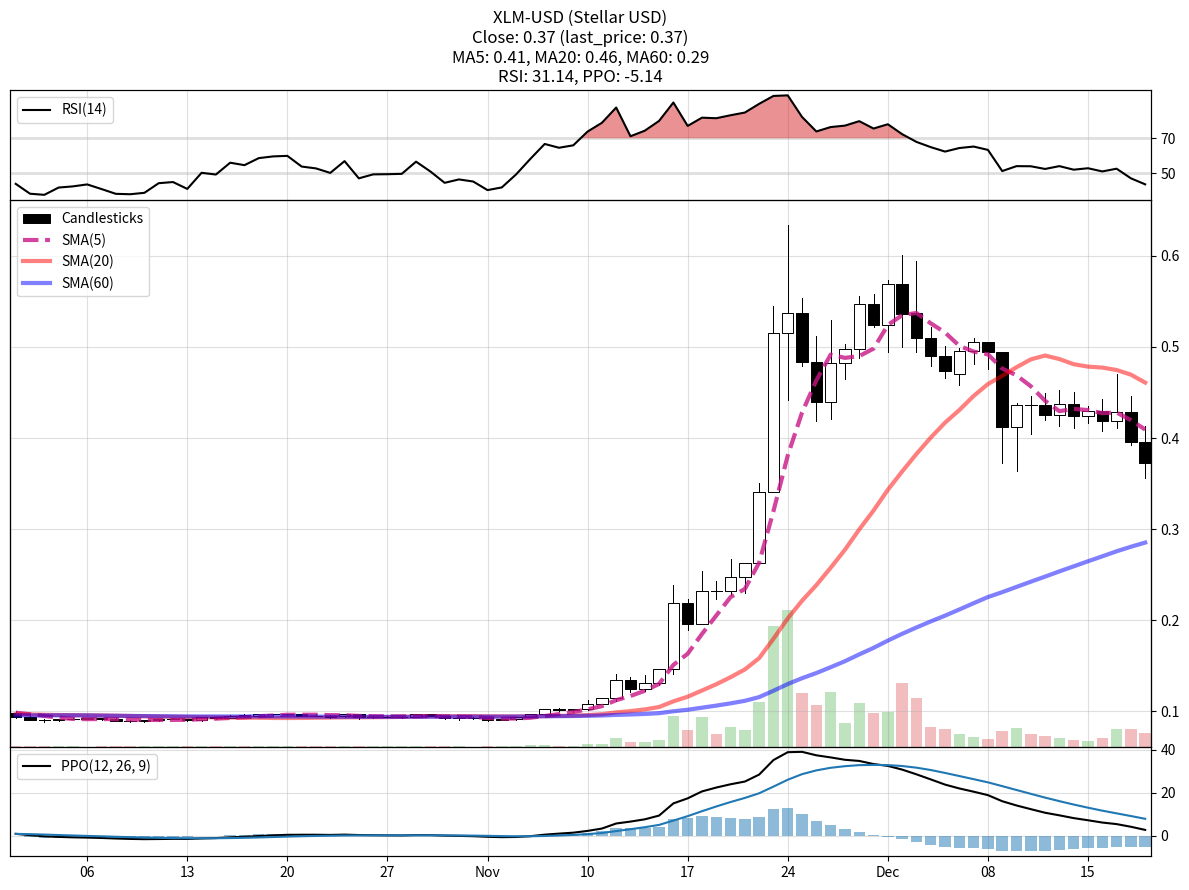 XLM-USD (Stellar USD)
Close: 0.37 (last_price: 0.37)
MA5: 0.41, MA20: 0.46, MA60: 0.29
RSI: 31.14, PPO: -5.14
RSI(14)
70
50
Candlesticks
SMA(5)
SMA(20)
SMA(60)
0.6
0.5
0.4
0.3
0.2
0.1
PPO(12, 26, 9)
40
20
0
06 13 20 27 Nov 10 17 24 Dec 08 15